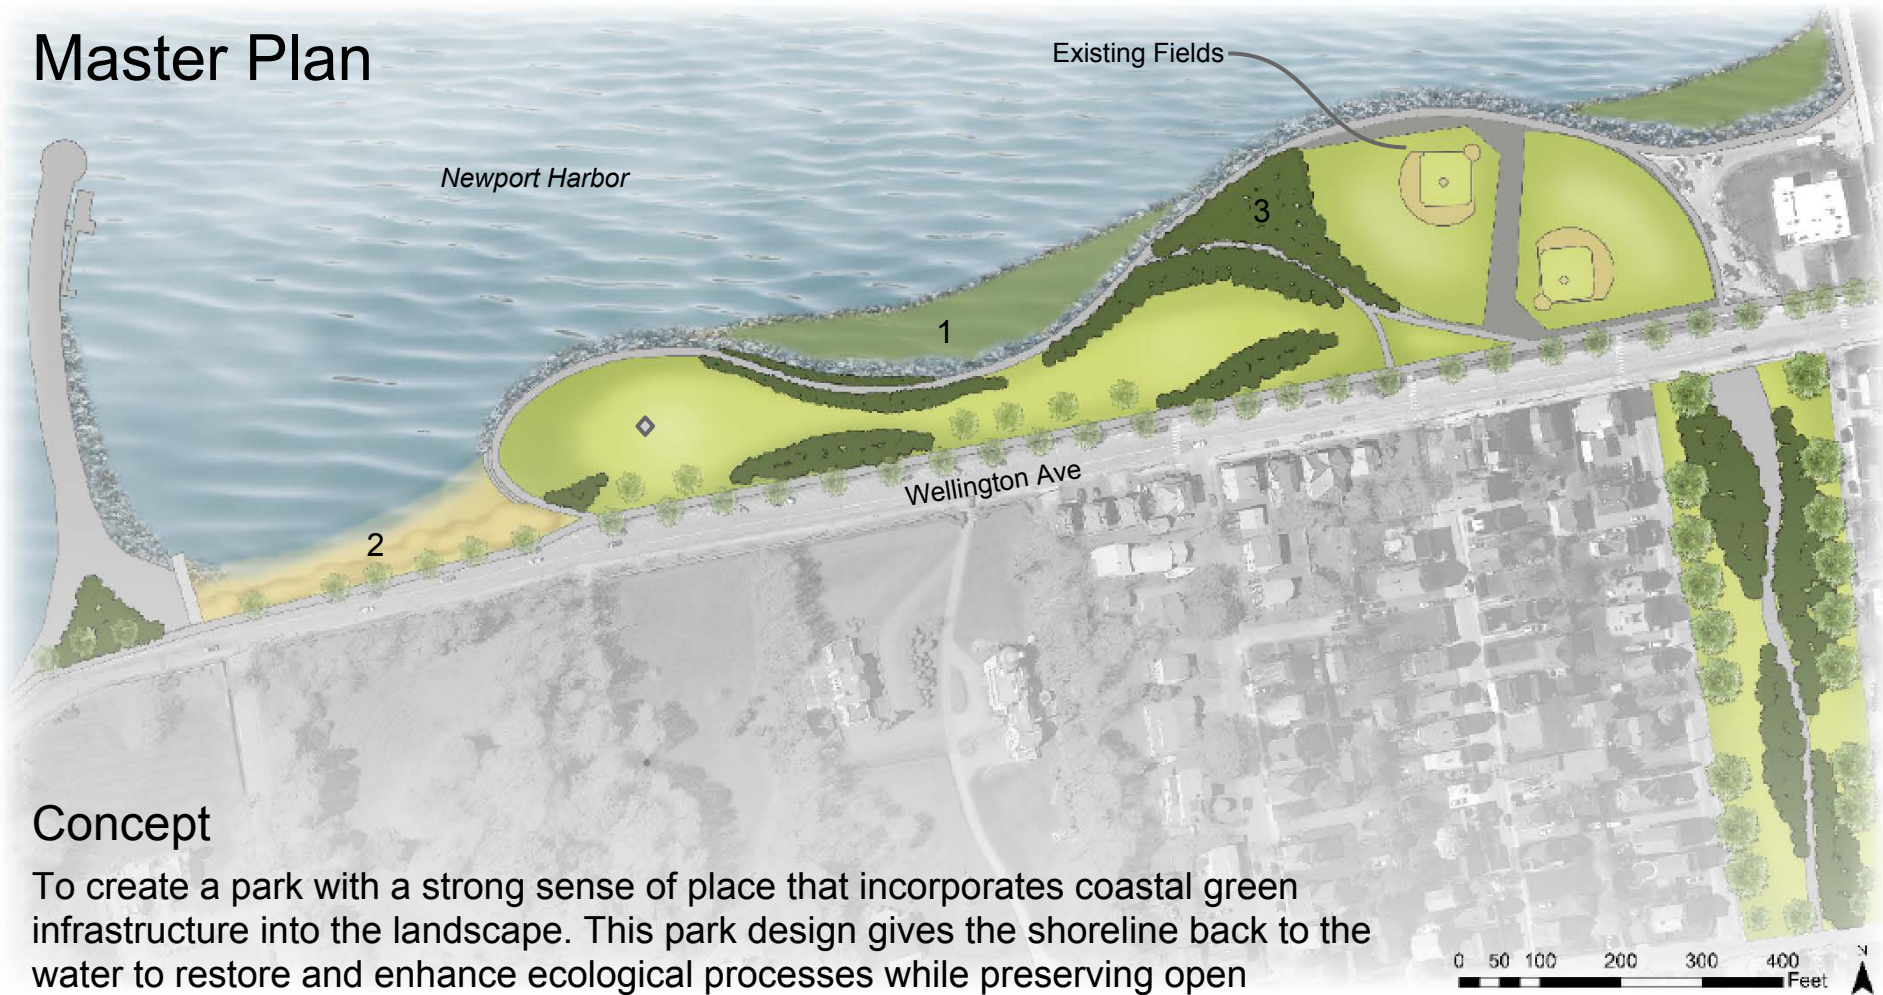 Master Plan
Existing Fields
Newport Harbor
3
1
Wellington Ave
2
Concept
To create a park with a strong sense of place that incorporates coastal green
infrastructure into the landscape. This park design gives the shoreline back to the
water to restore and enhance ecological processes while preserving open
0 50 100 200 300 400
Feet
N